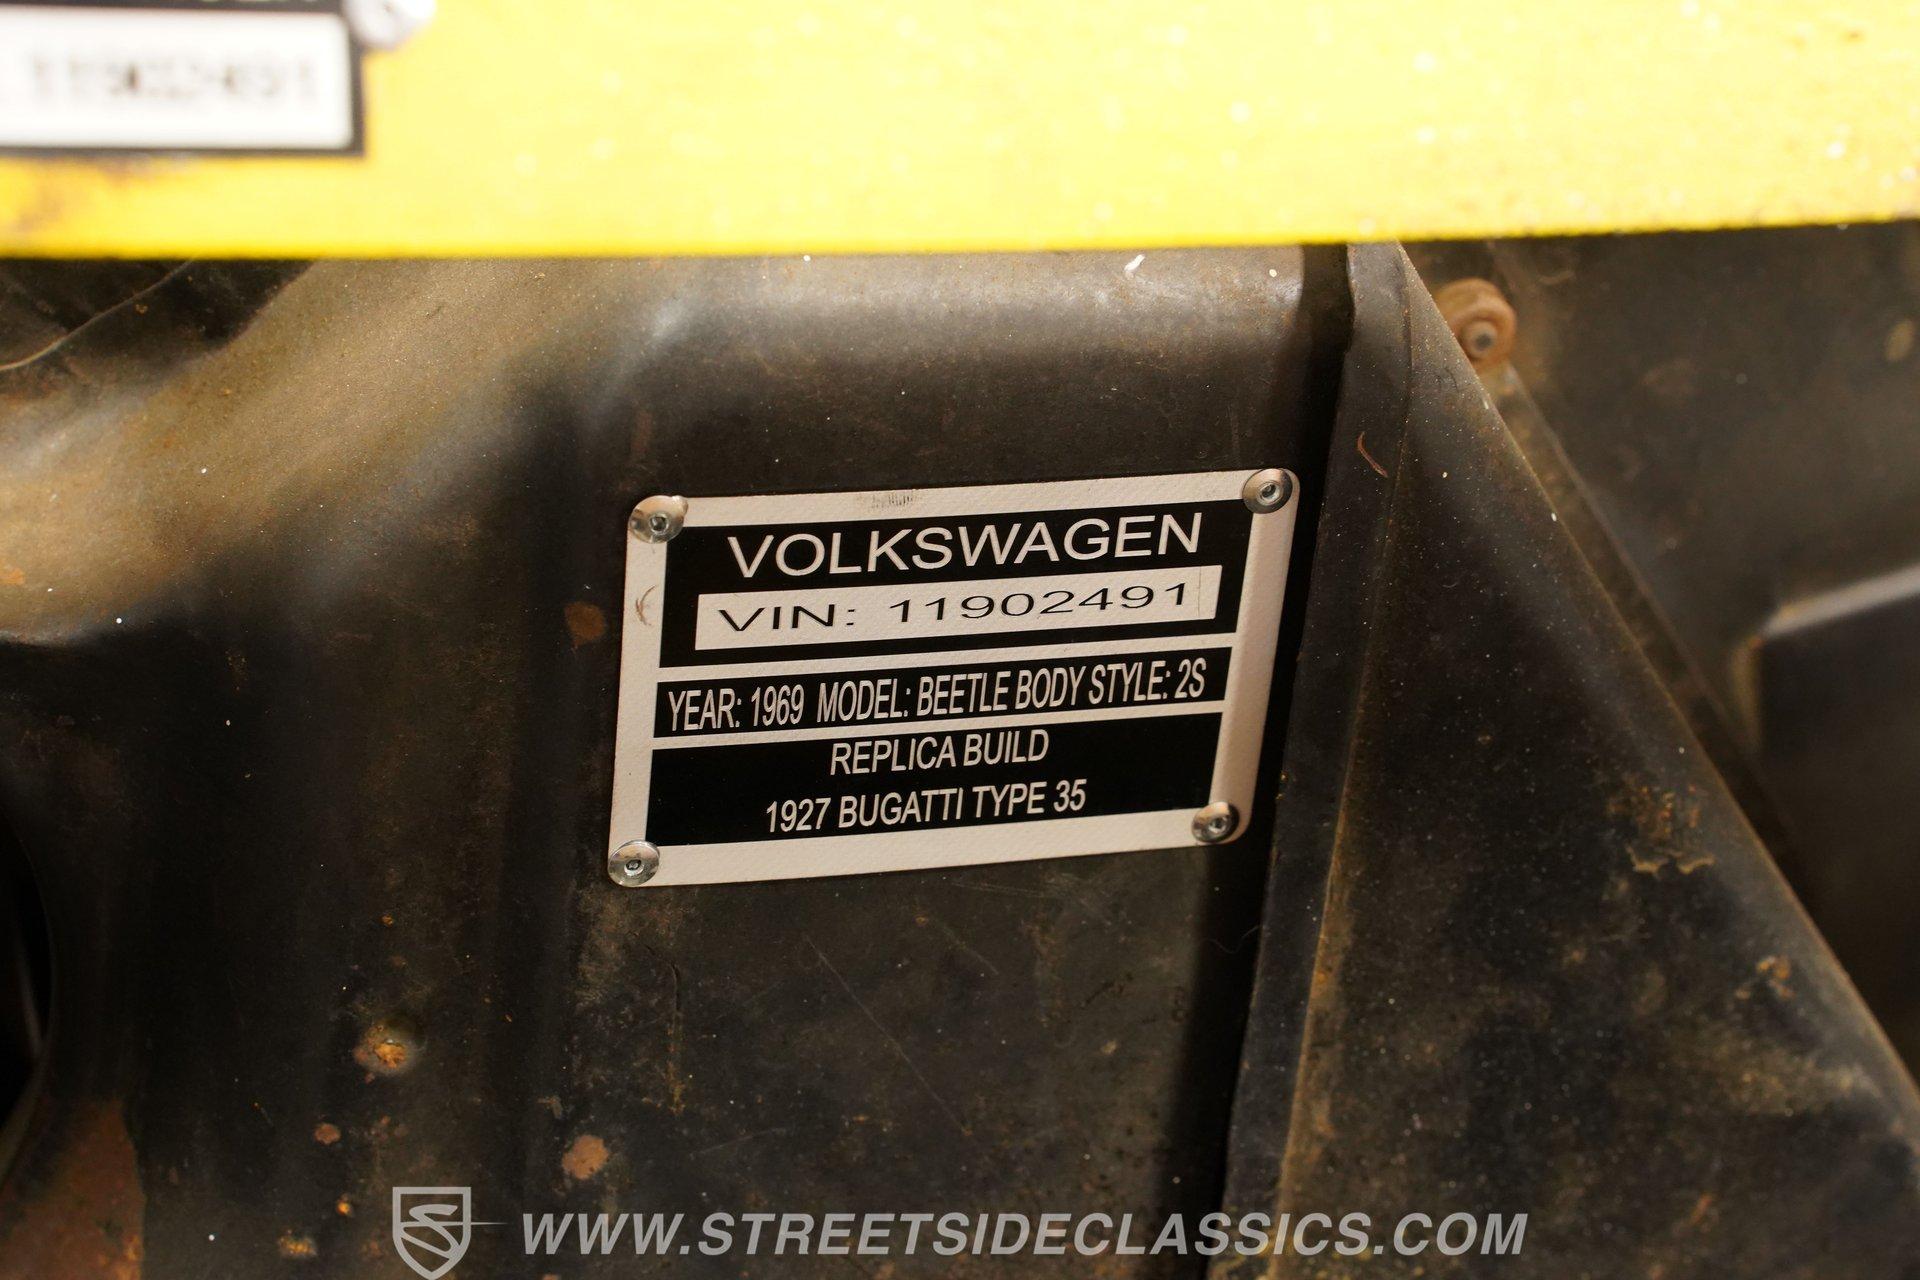 11902491
VOLKSWAGEN
VIN: 11902491
YEAR: 1969 MODEL: BEETLE BODY STYLE: 2S
REPLICA BUILD
1927 BUGATTI TYPE 35
WWW.STREETSIDECLASSICS.COM